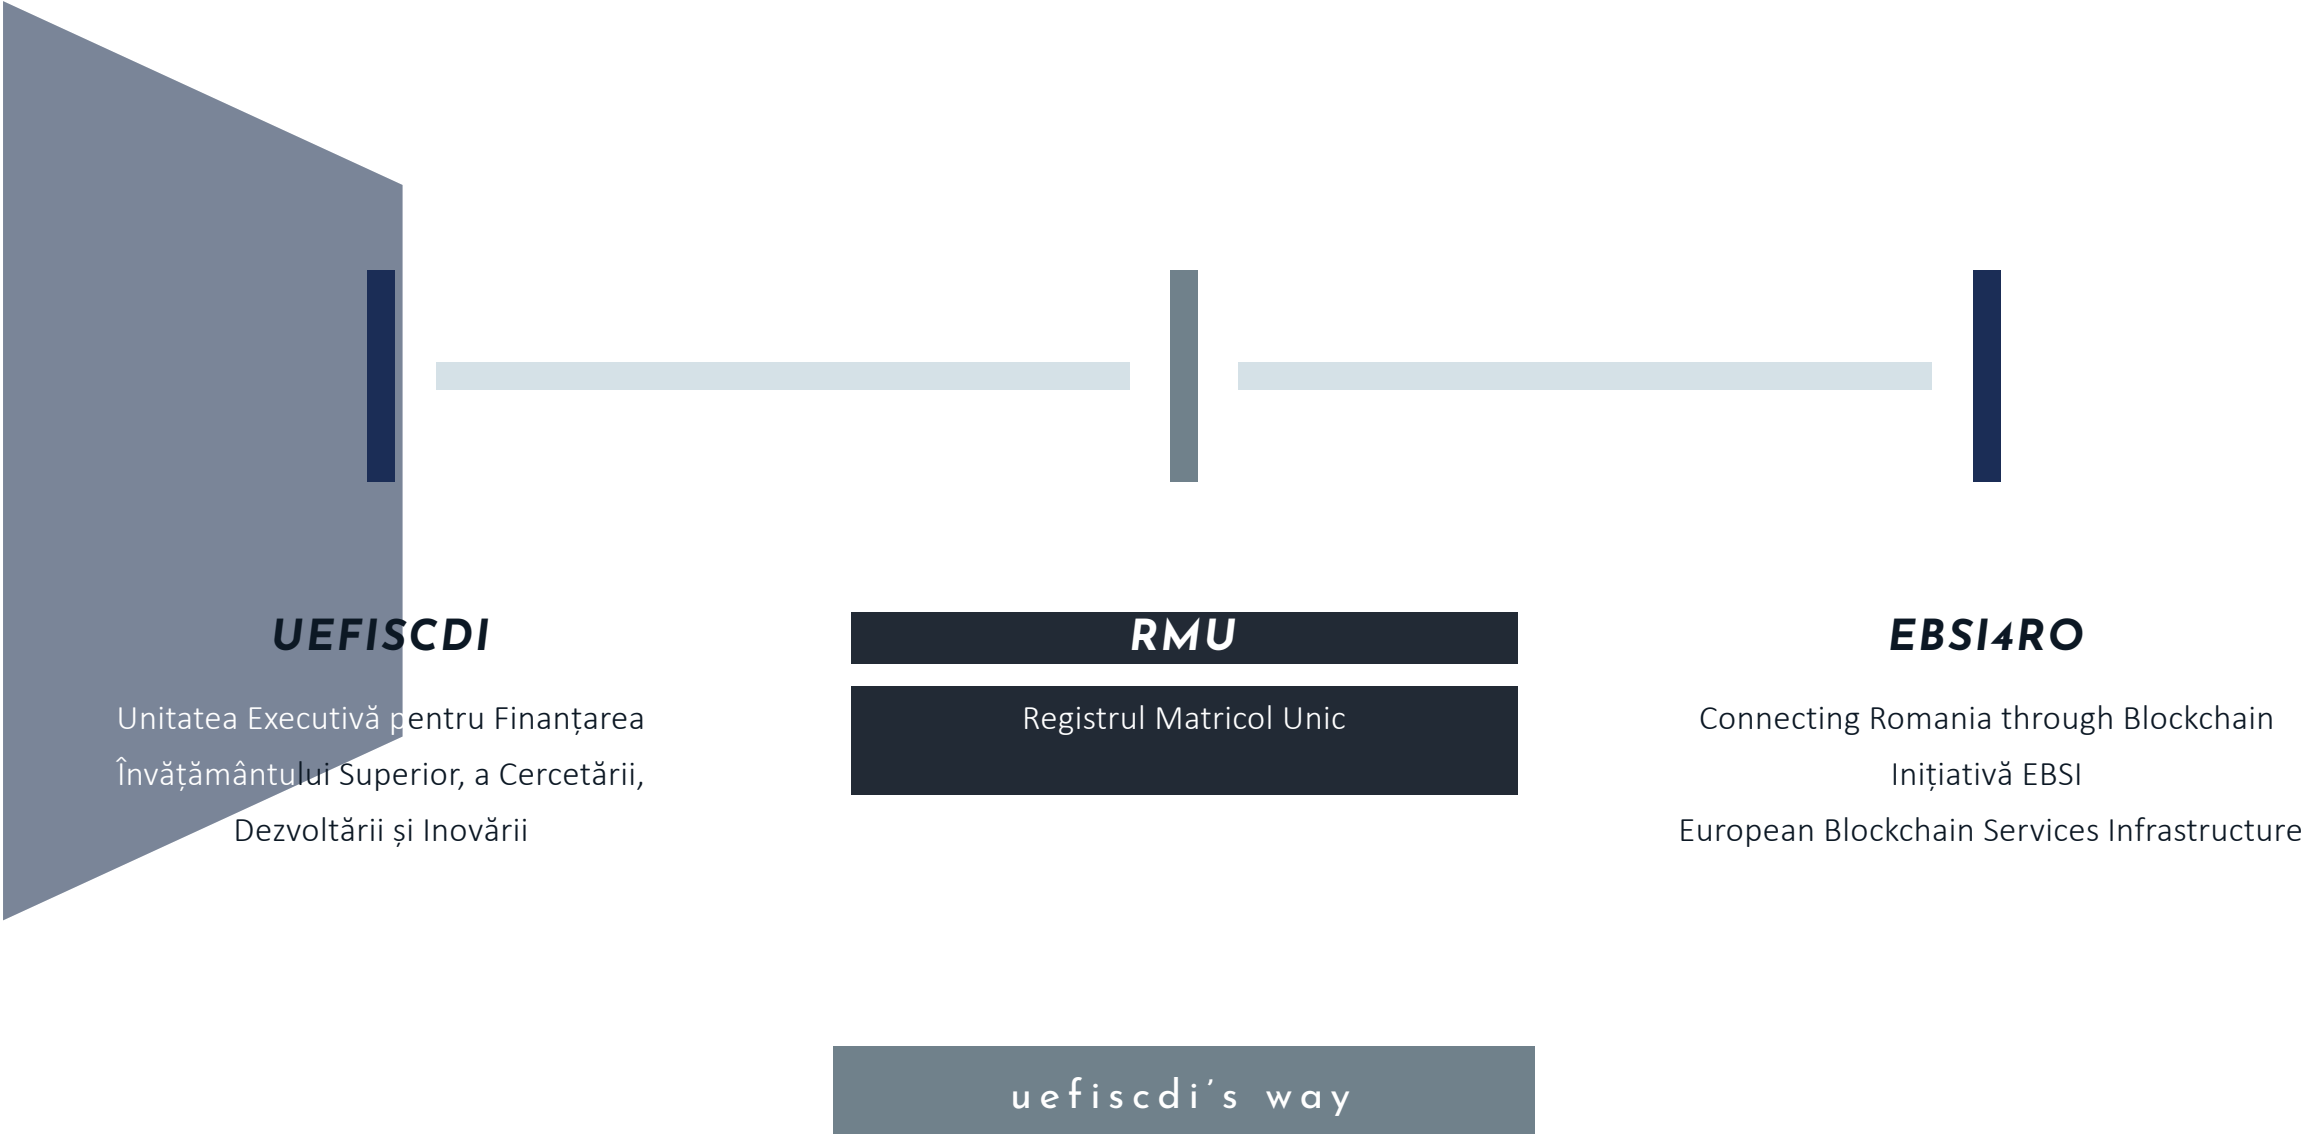 UEFISCDI
Unitatea Executivă pentru Finanțarea
Învățământului Superior, a Cercetării,
Dezvoltării și Inovării
RMU
Registrul Matricol Unic
EBSI4RO
Connecting Romania through Blockchain
Inițiativă EBSI
European Blockchain Services Infrastructure
uefiscdi’s way